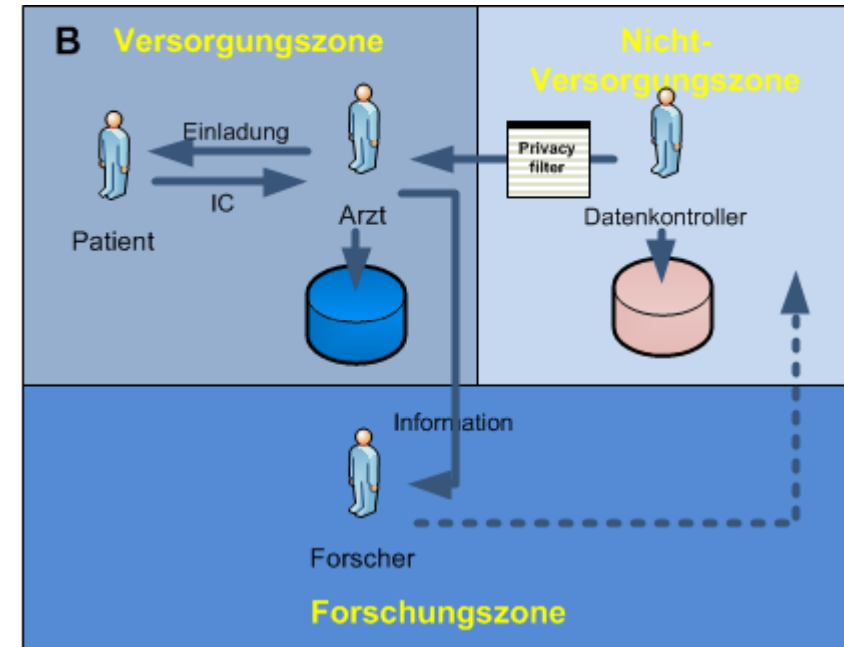 B
Versorgungszone
Nicht-
Versorgungszone
Einladung
IC
Patient
Arzt
Privacy
filter
Datenkontroller
Information
Forscher
Forschungszone